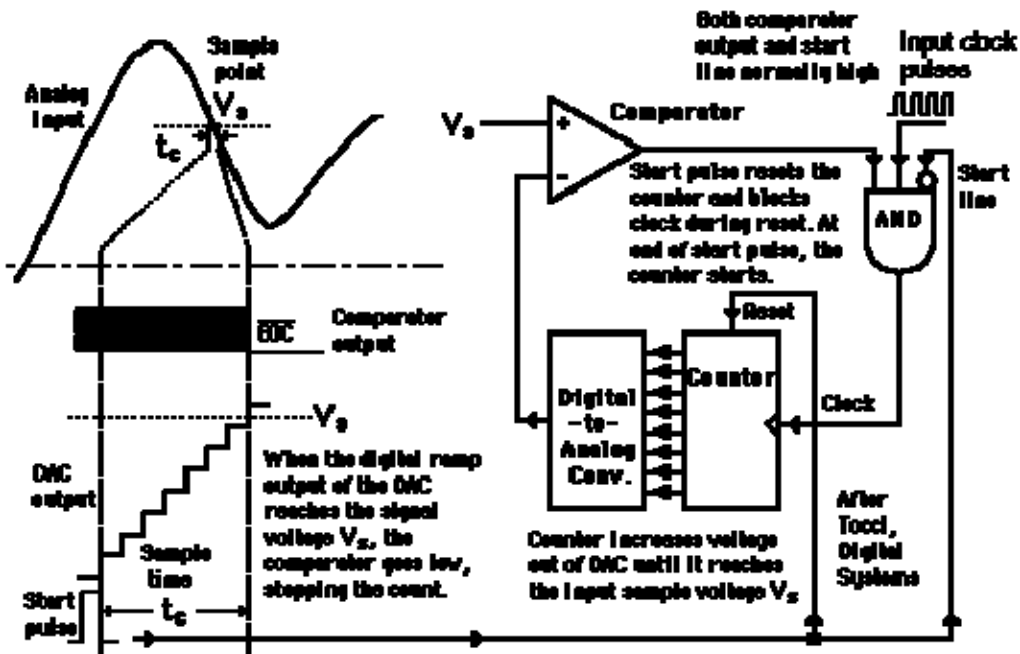 Analog
Input
Sample
point
Vs
tc
Both comparator
output and start
line normally high
Input clock
pulses
Comparator
Vs
+
-
Start pulse resets the
counter and blocks
clock during reset. At
end of start pulse, the
counter starts.
AND
Start
line
EOC
Comparator
output
Reset
Counter
Digital
-to-
Analog
Conv.
Clock
Vs
DAC
output
When the digital ramp
output of the DAC
reaches the signal
voltage Vs, the
comparator goes low,
stopping the count.
Sample
time
tc
Start
pulse
Counter increases voltage
out of DAC until it reaches
the input sample voltage Vs
After
Tocci,
Digital
Systems